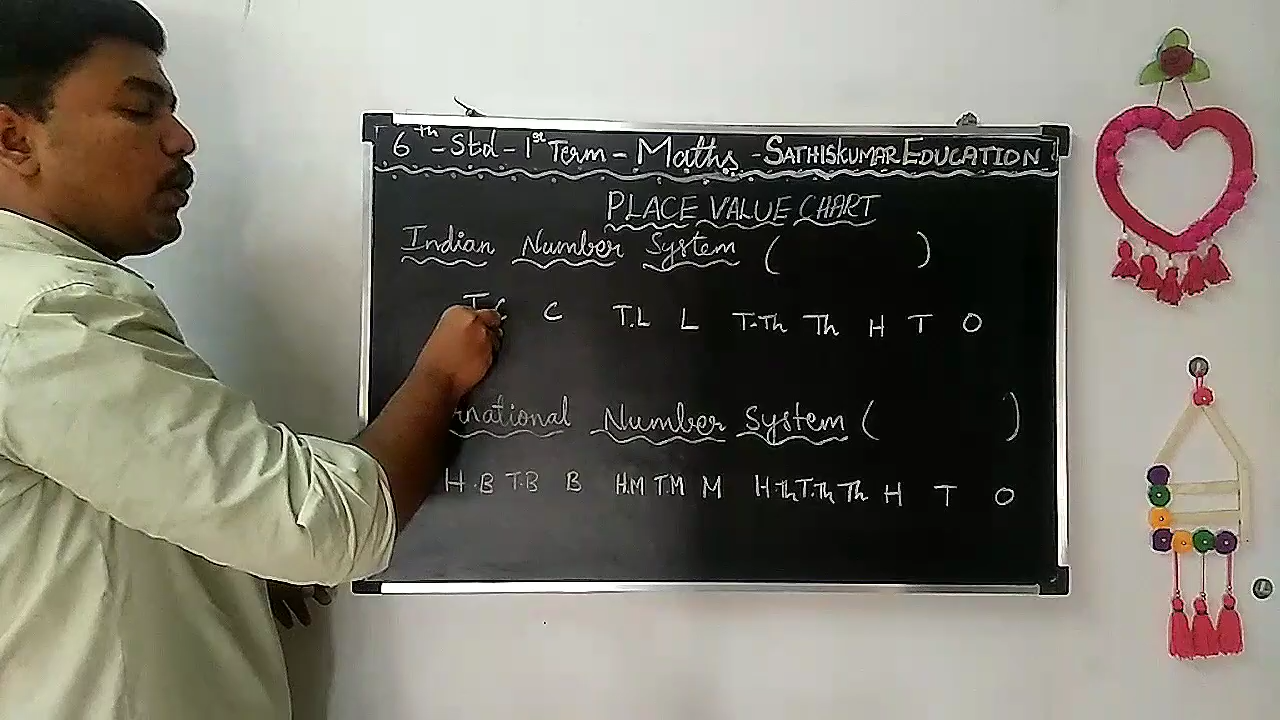 6th-Std-1st Term-Maths-SATHISKUMAR EDUCATION
PLACE VALUE CHART
Indian Number System ( )
T.C C T.L L T.Th Th H T O
rnational Number System ( )
H.B T.B B H.M T.M M H.Th T.Th Th H T O